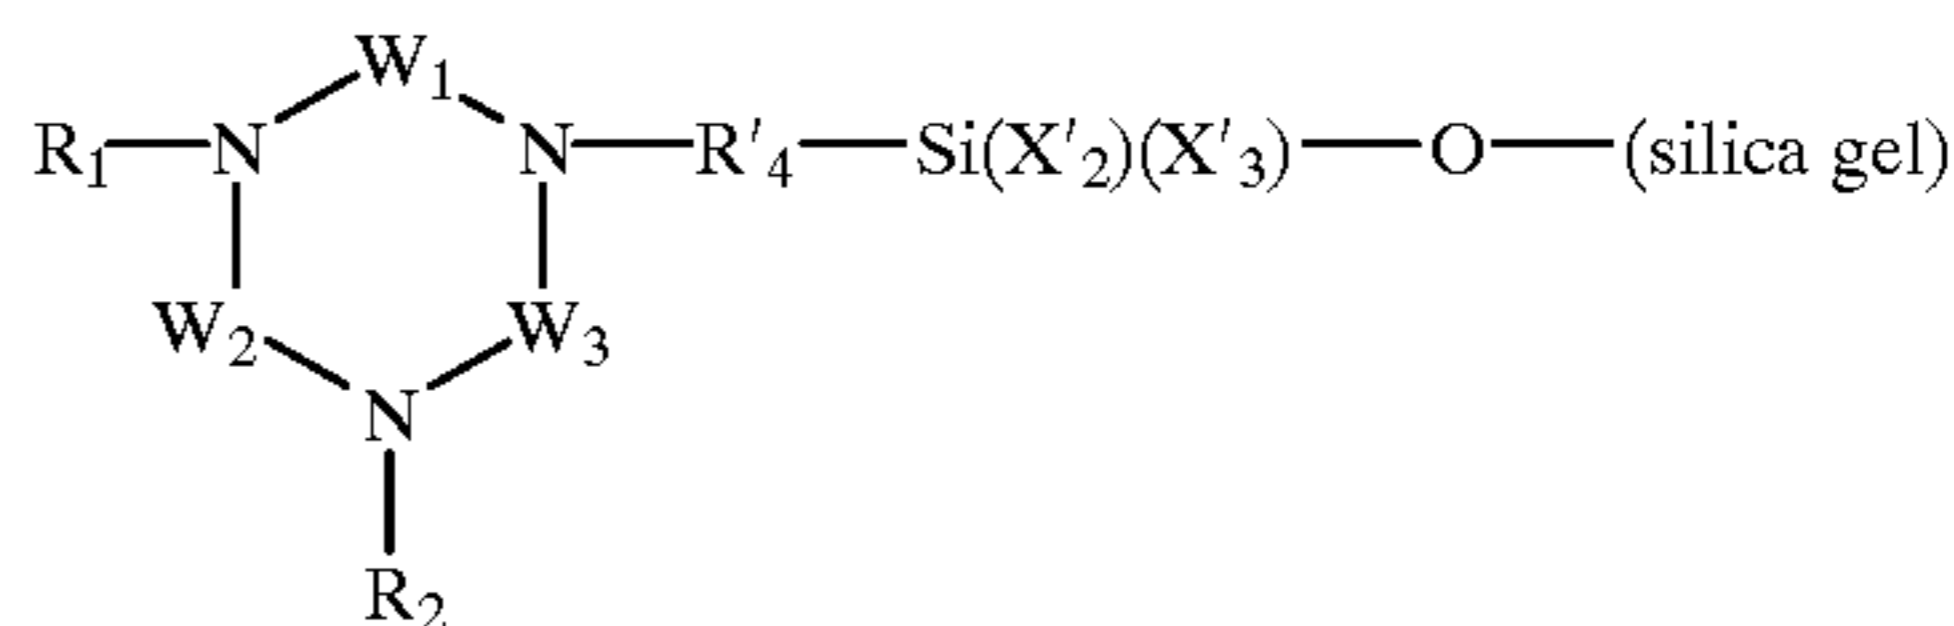 W₁
R₁—N N—R'₄—Si(X'₂)(X'₃)—O—(silica gel)
W₂ W₃
N
R₂